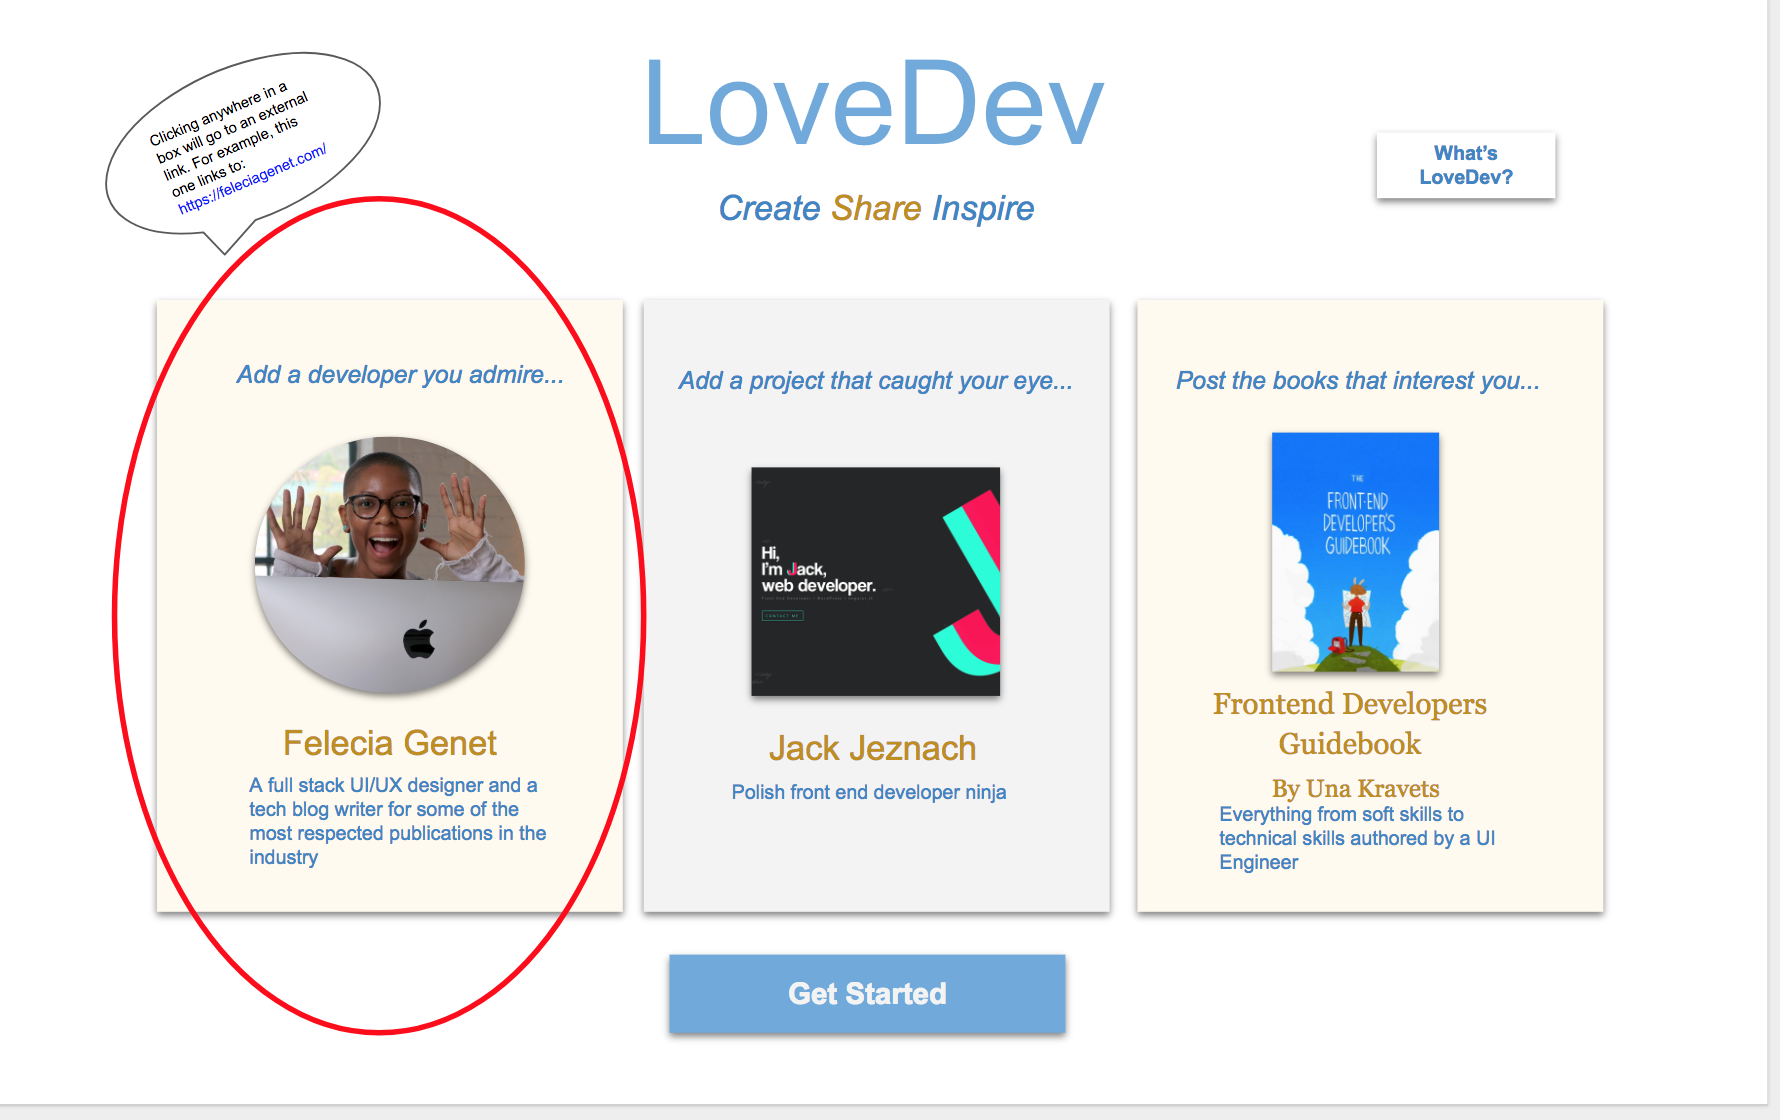 Clicking anywhere in a
box will go to an external
link. For example, this
one links to:
https://feleciagenet.com/
LoveDev
Create Share Inspire
What's
LoveDev?
Add a developer you admire...
Felecia Genet
A full stack UI/UX designer and a
tech blog writer for some of the
most respected publications in the
industry
Add a project that caught your eye...
Hi,
I'm Jack,
web developer.
CONTACT ME
Jack Jeznach
Polish front end developer ninja
Post the books that interest you...
THE
FRONT-END
DEVELOPER'S
GUIDEBOOK
Frontend Developers
Guidebook
By Una Kravets
Everything from soft skills to
technical skills authored by a UI
Engineer
Get Started